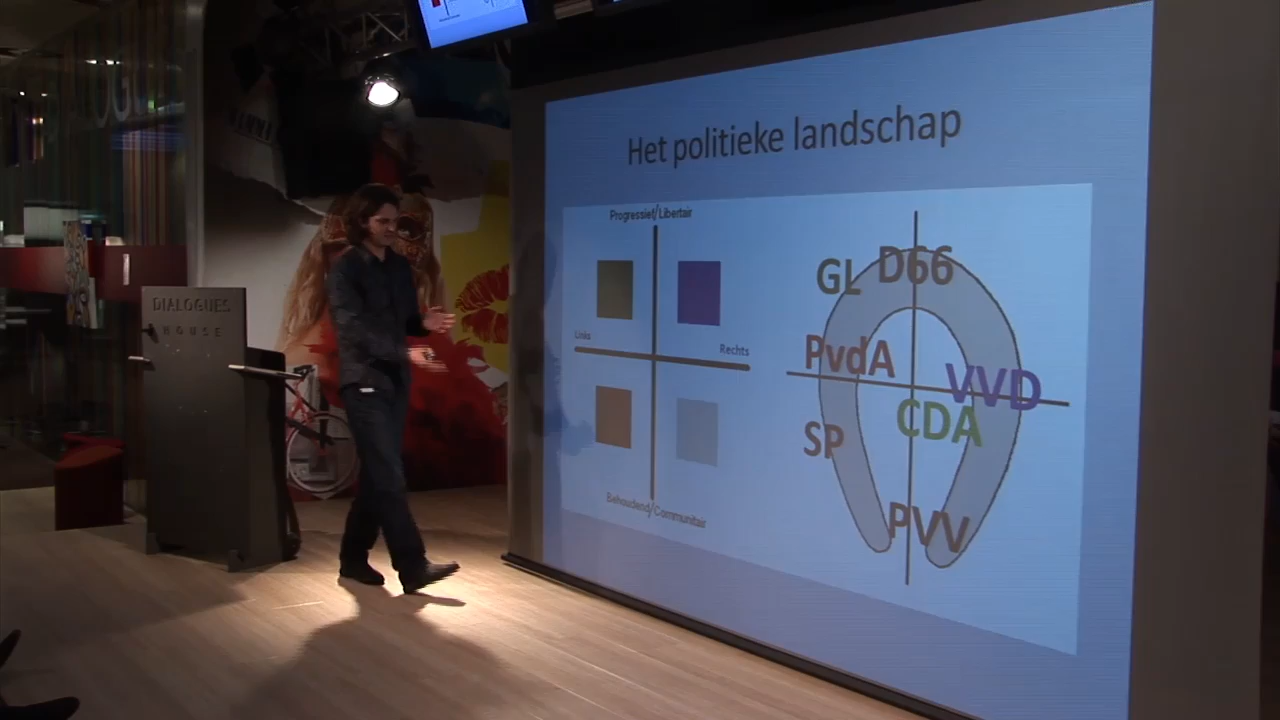 DIALOGUES
HOUSE
Het politieke landschap
Progressief/Libertair
Links
Rechts
Behoudend/Communitair
GL
D66
PvdA
VVD
CDA
SP
PVV